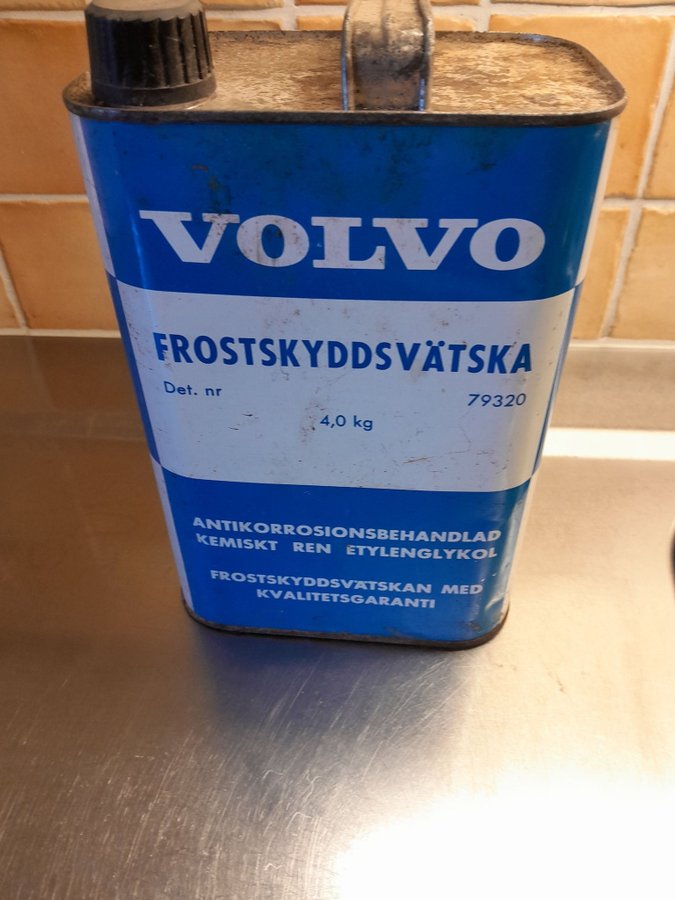 VOLVO
FROSTSKYDDSVÄTSKA
Det. nr 79320
4,0 kg
ANTIKORROSIONSBEHANDLAD
KEMISKT REN ETYLENGLYKOL
FROSTSKYDDSVÄTSKAN MED
KVALITETSGARANTI